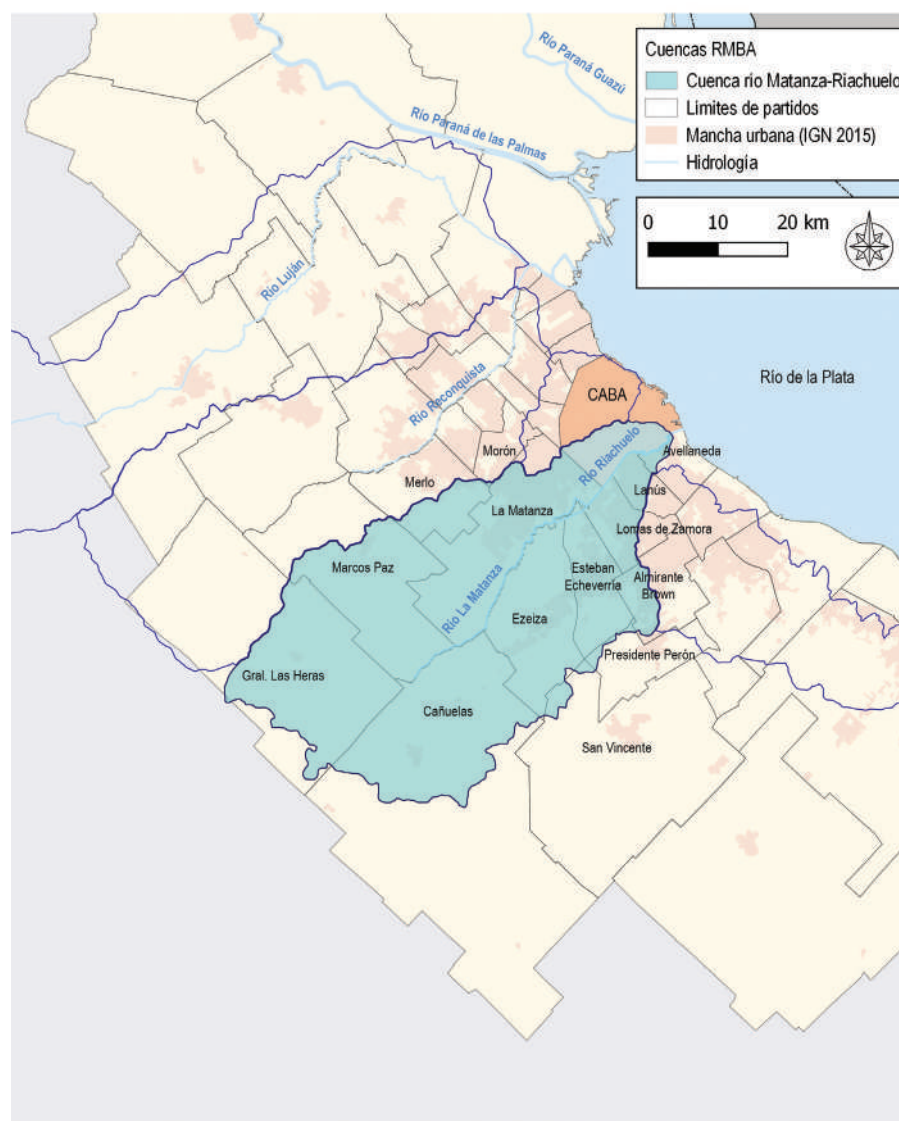 Cuencas RMBA
Cuenca río Matanza-Riachuelo
Limites de partidos
Mancha urbana (IGN 2015)
Hidrología
0 10 20 km
Río Paraná Guazú
Río Paraná de las Palmas
Río Luján
Río de la Plata
Río Reconquista
CABA
Morón
Merlo
Río Riachuelo
Avellaneda
Lanús
La Matanza
Lomas de Zamora
Marcos Paz
Río La Matanza
Esteban
Echeverría
Almirante
Brown
Ezeiza
Presidente Perón
Gral. Las Heras
Cañuelas
San Vincente